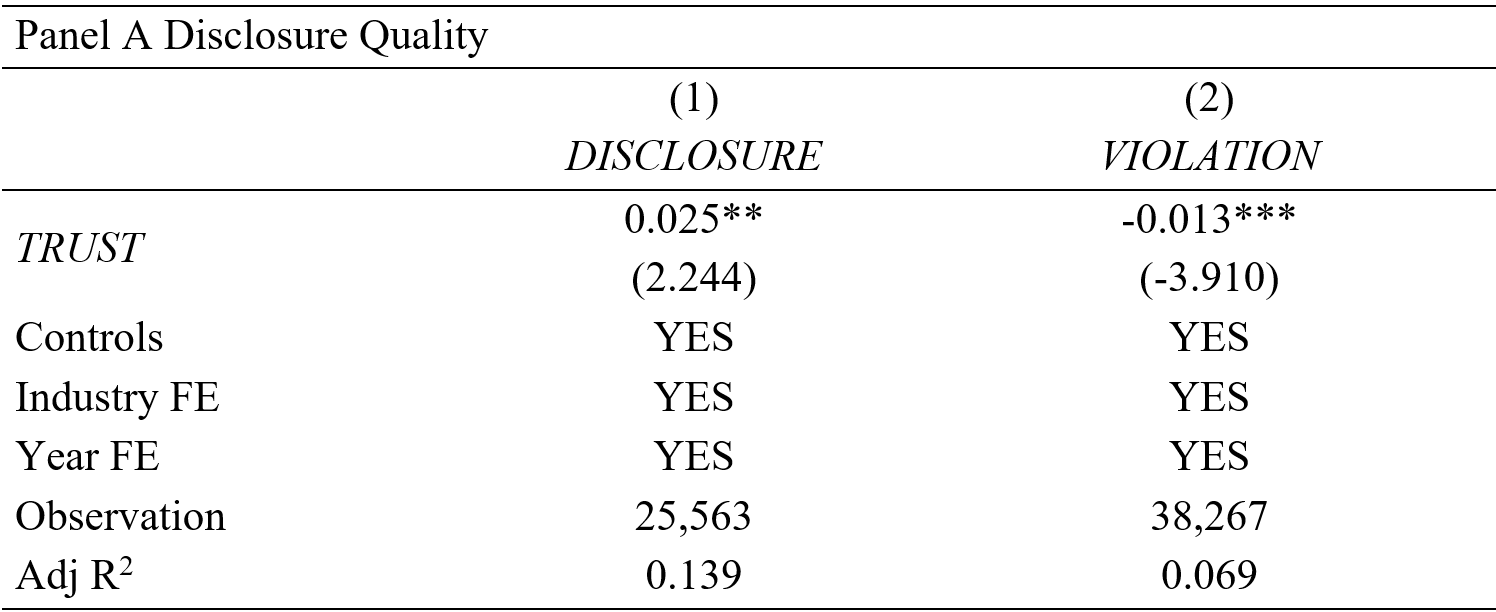 Panel A Disclosure Quality
(1) (2)
DISCLOSURE VIOLATION
TRUST 0.025** -0.013***
(2.244) (-3.910)
Controls YES YES
Industry FE YES YES
Year FE YES YES
Observation 25,563 38,267
Adj R² 0.139 0.069